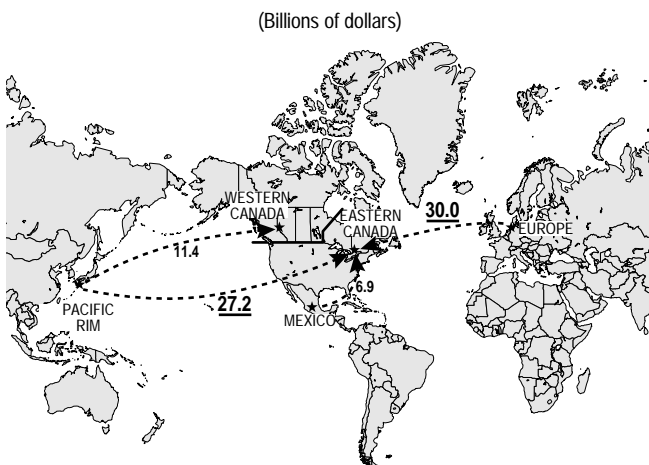 (Billions of dollars)
WESTERN
CANADA
EASTERN
CANADA
30.0
EUROPE
11.4
6.9
27.2
PACIFIC
RIM
MEXICO